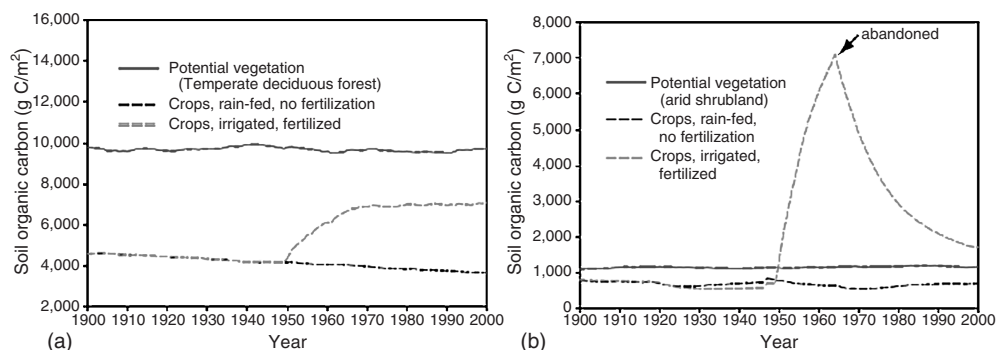 16,000
14,000
12,000
10,000
8,000
6,000
4,000
2,000
Soil organic carbon (g C/m²)
Potential vegetation
(Temperate deciduous forest)
Crops, rain-fed, no fertilization
Crops, irrigated, fertilized
1900 1910 1920 1930 1940 1950 1960 1970 1980 1990 2000
(a)
Year
8,000
7,000
6,000
5,000
4,000
3,000
2,000
1,000
0
Soil organic carbon (g C/m²)
abandoned
Potential vegetation
(arid shrubland)
Crops, rain-fed,
no fertilization
Crops, irrigated,
fertilized
1900 1910 1920 1930 1940 1950 1960 1970 1980 1990 2000
(b)
Year